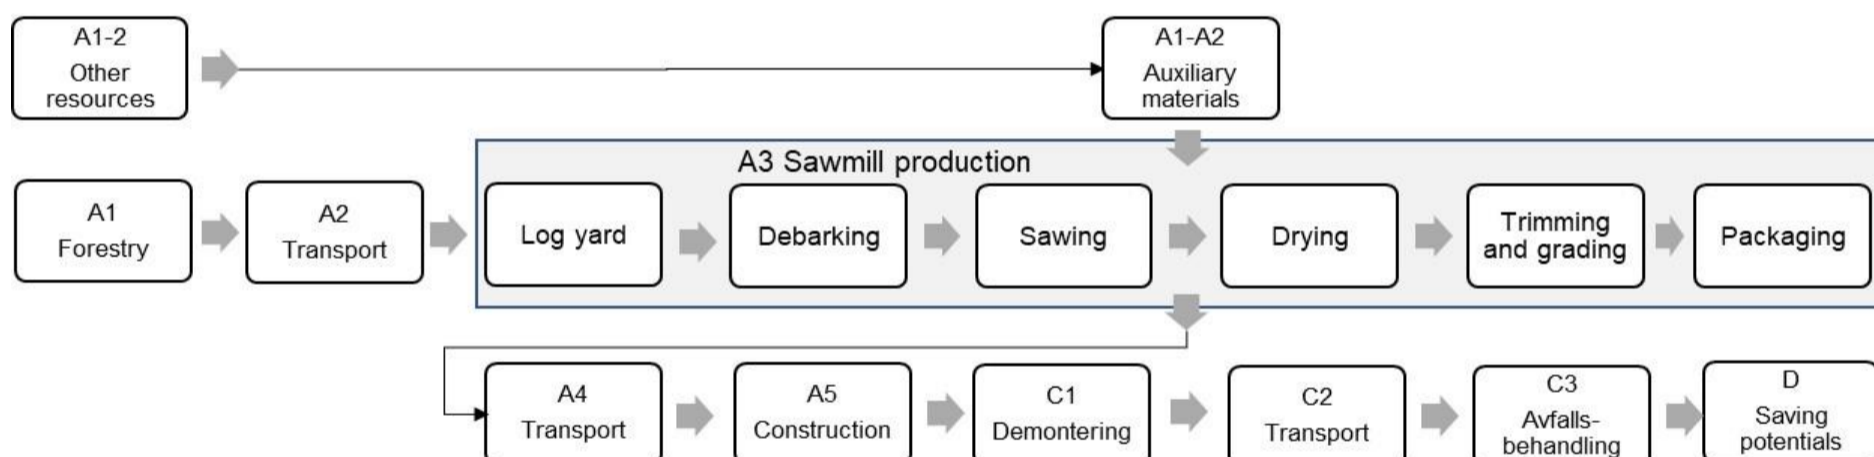 A1-2
Other
resources
A1-A2
Auxiliary
materials
A3 Sawmill production
A1
Forestry
A2
Transport
Log yard
Debarking
Sawing
Drying
Trimming
and grading
Packaging
A4
Transport
A5
Construction
C1
Demontering
C2
Transport
C3
Avfalls-
behandling
D
Saving
potentials